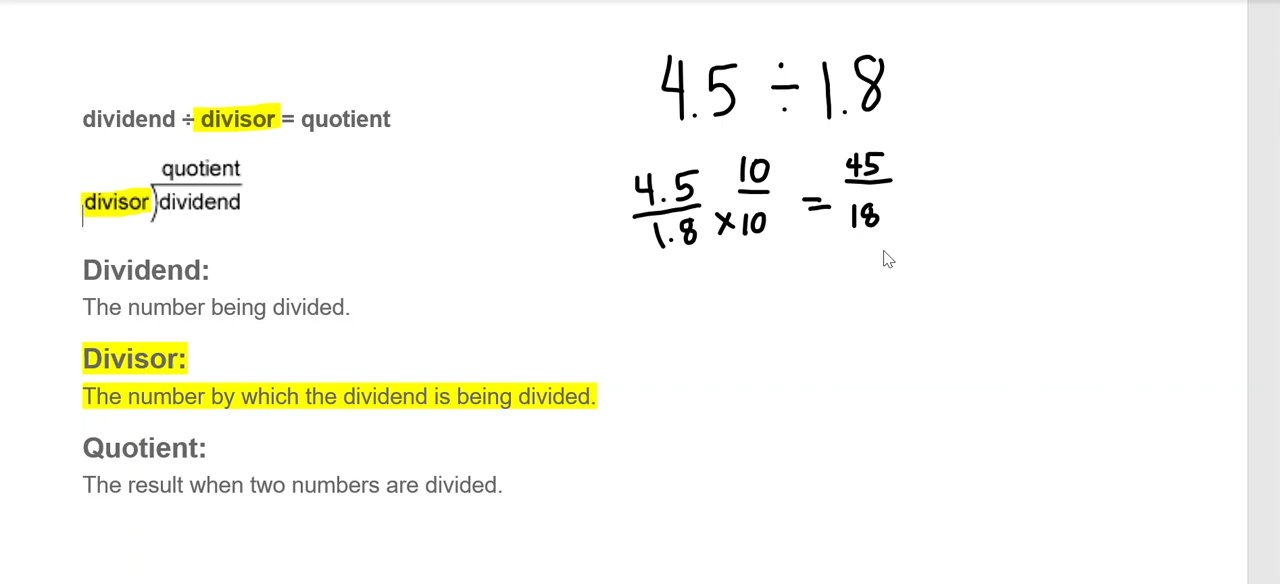 dividend ÷ divisor = quotient
quotient
divisor)dividend
Dividend:
The number being divided.
Divisor:
The number by which the dividend is being divided.
Quotient:
The result when two numbers are divided.
4.5 ÷ 1.8
4.5 10 45
= 
1.8 ×10 18